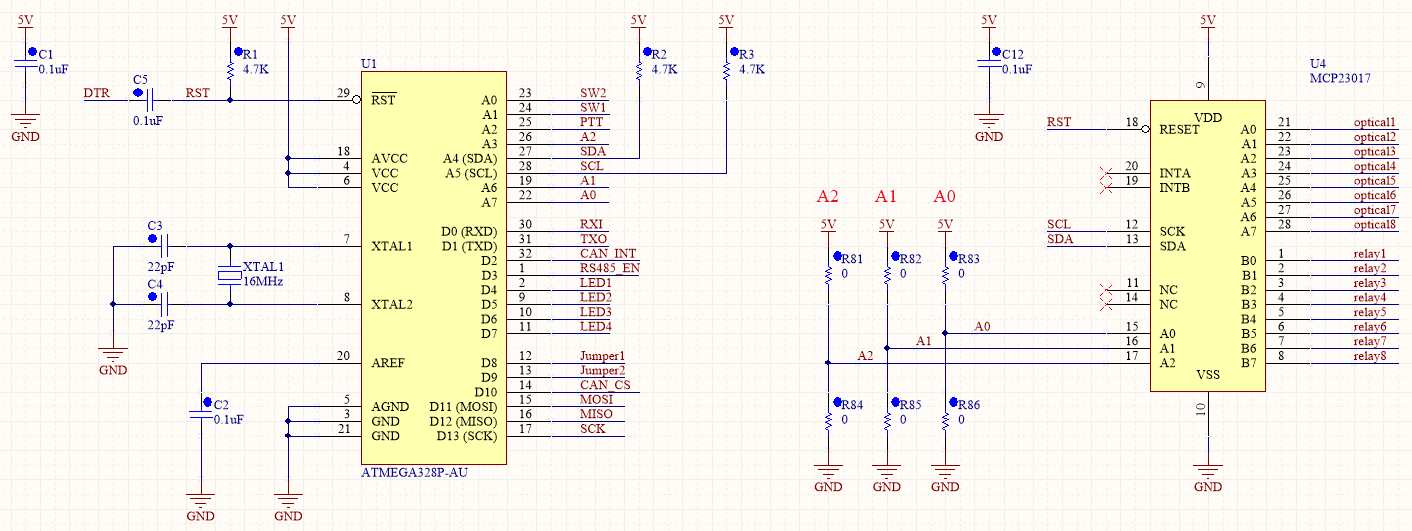 5V
C1
0.1uF
GND
DTR
C5
0.1uF
RST
5V
R1
4.7K
5V
U1
29 RST
18 AVCC
4 VCC
6 VCC
7 XTAL1
8 XTAL2
20 AREF
5 AGND
3 GND
21 GND
A0 23 SW2
A1 24 SW1
A2 25 PTT
A3 26 A2
A4 (SDA) 27 SDA
A5 (SCL) 28 SCL
A6 19 A1
A7 22 A0
D0 (RXD) 30 RXI
D1 (TXD) 31 TXO
D2 32 CAN_INT
D3 1 RS485_EN
D4 2 LED1
D5 9 LED2
D6 10 LED3
D7 11 LED4
D8 12 Jumper1
D9 13 Jumper2
D10 14 CAN_CS
D11 (MOSI) 15 MOSI
D12 (MISO) 16 MISO
D13 (SCK) 17 SCK
ATMEGA328P-AU
C3
22pF
XTAL1
16MHz
C4
22pF
GND
C2
0.1uF
GND
GND
5V
R2
4.7K
5V
R3
4.7K
5V
C12
0.1uF
GND
5V
U4
MCP23017
9
VDD
RST 18 RESET
20 INTA
19 INTB
SCL 12 SCK
SDA 13 SDA
11 NC
14 NC
A0 15 A0
A1 16 A1
A2 17 A2
A0 21 optical1
A1 22 optical2
A2 23 optical3
A3 24 optical4
A4 25 optical5
A5 26 optical6
A6 27 optical7
A7 28 optical8
B0 1 relay1
B1 2 relay2
B2 3 relay3
B3 4 relay4
B4 5 relay5
B5 6 relay6
B6 7 relay7
B7 8 relay8
VSS
10
GND
A2 A1 A0
5V 5V 5V
R81 R82 R83
0 0 0
R84 R85 R86
0 0 0
GND GND GND